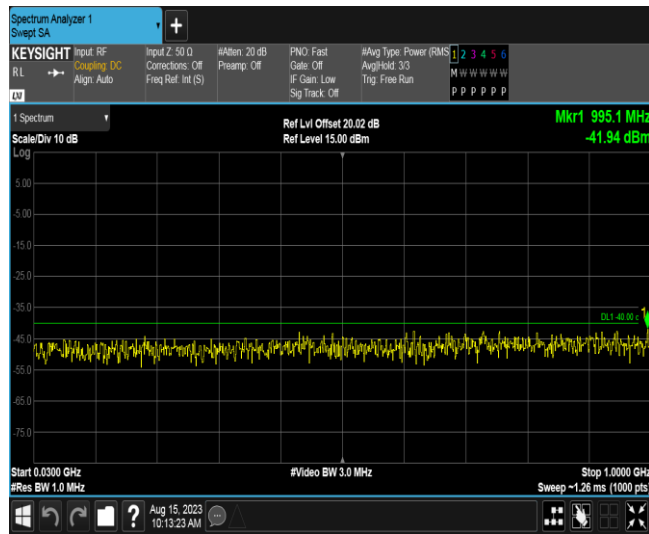 Spectrum Analyzer 1
Swept SA
+
KEYSIGHT
RL
LXI
Input: RF
Coupling: DC
Align: Auto
Input Z: 50 Ω
Corrections: Off
Freq Ref: Int (S)
#Atten: 20 dB
Preamp: Off
PNO: Fast
Gate: Off
IF Gain: Low
Sig Track: Off
#Avg Type: Power (RMS
Avg|Hold: 3/3
Trig: Free Run
1 2 3 4 5 6
M W W W W W
P P P P P P
1 Spectrum
Scale/Div 10 dB
Ref Lvl Offset 20.02 dB
Ref Level 15.00 dBm
Mkr1 995.1 MHz
-41.94 dBm
Log
5.00
-5.00
-15.0
-25.0
-35.0
DL1 -40.00 c
1
-45.0
-55.0
-65.0
-75.0
Start 0.0300 GHz
#Video BW 3.0 MHz
Stop 1.0000 GHz
#Res BW 1.0 MHz
Sweep ~1.26 ms (1000 pts
?
Aug 15, 2023
10:13:23 AM